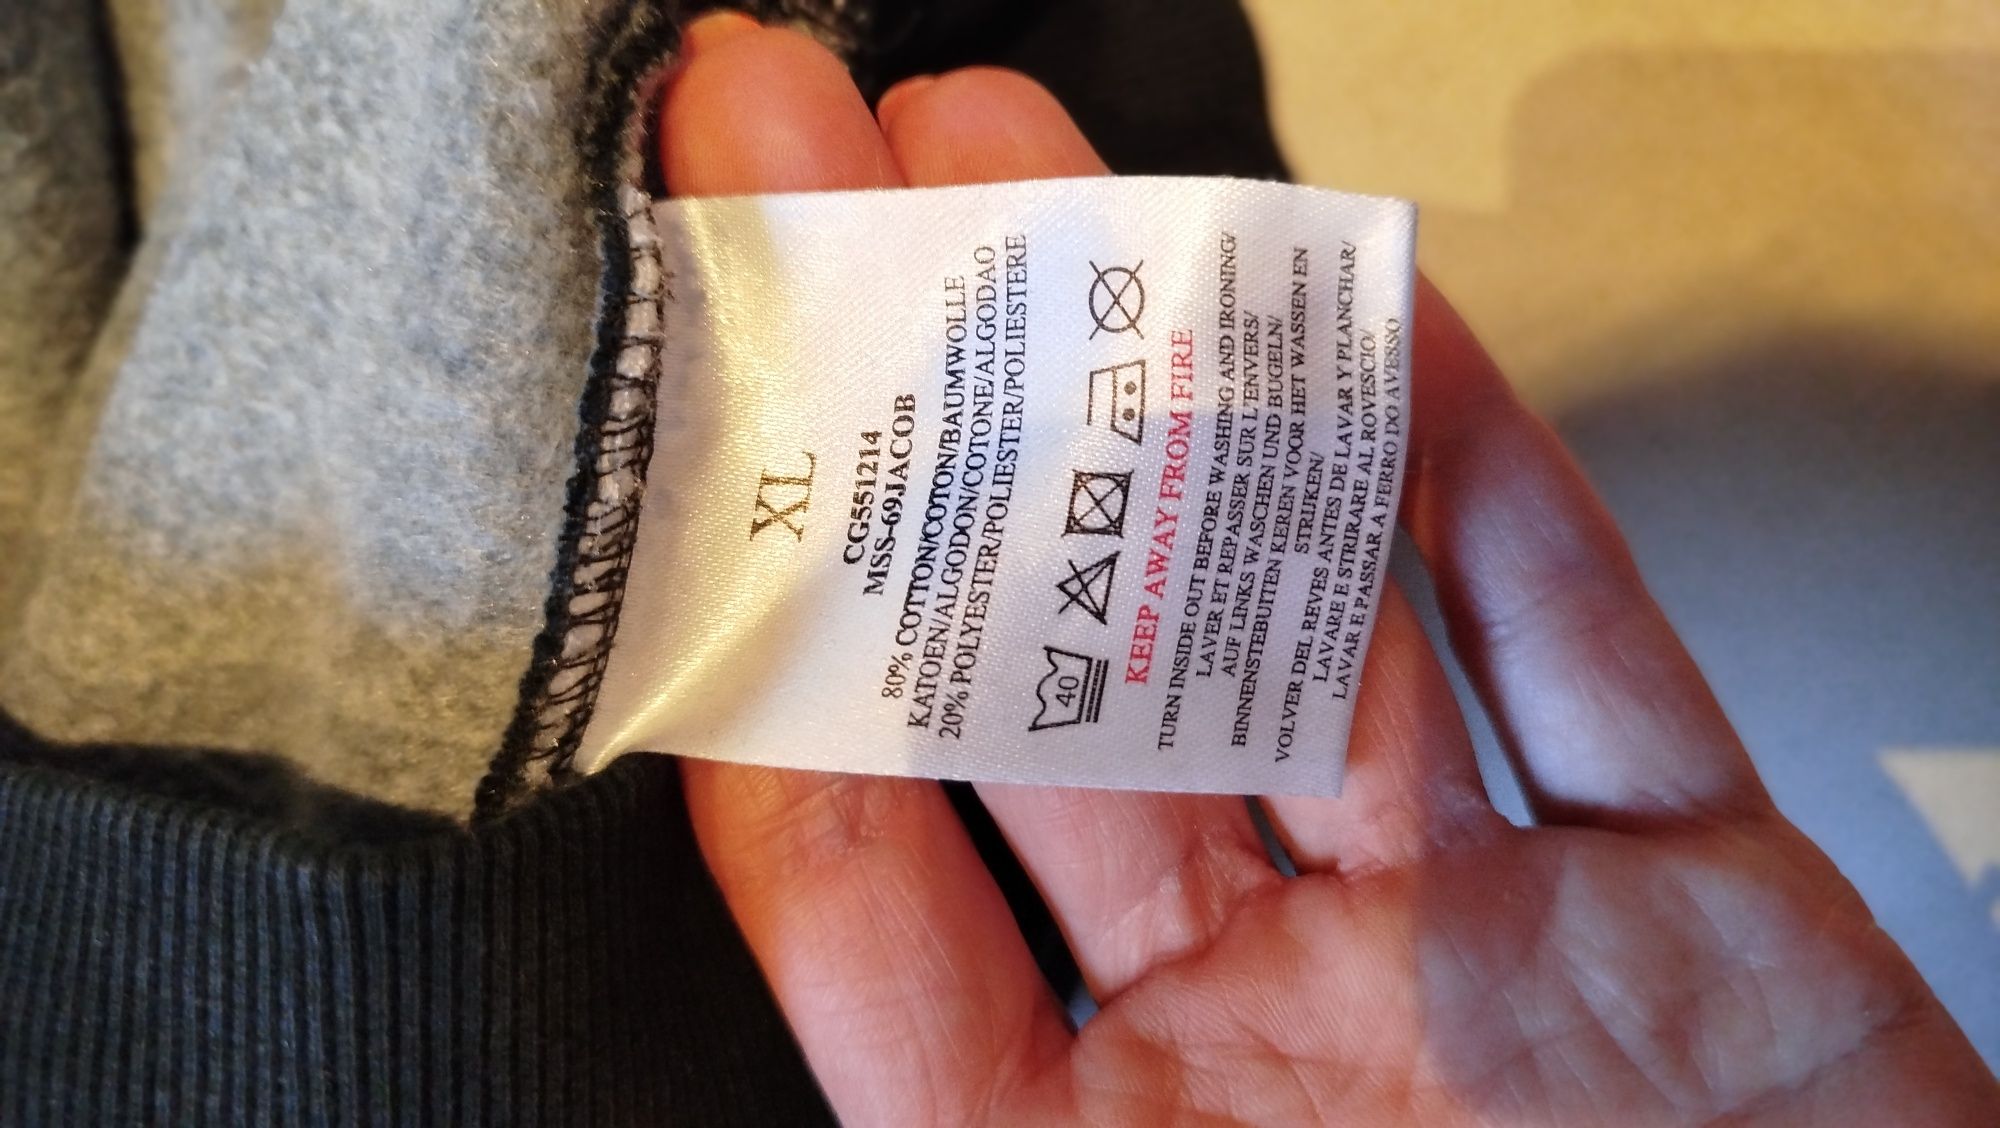 XL
CG551214
MSS-69JACOB
80% COTTON/COTON/BAUMWOLLE
KATOEN/ALGODON/COTONE/ALGODAO
20% POLYESTER/POLIESTER/POLIESTERE
40
KEEP AWAY FROM FIRE
TURN INSIDE OUT BEFORE WASHING AND IRONING/
LAVER ET REPASSER SUR L'ENVERS/
AUF LINKS WASCHEN UND BUGELN/
BINNENSTEBUITEN KEREN VOOR HET WASSEN EN
STRIJKEN/
VOLVER DEL REVES ANTES DE LAVAR Y PLANCHAR/
LAVARE E STRIRARE AL ROVESCIO/
LAVAR E PASSAR A FERRO DO AVESSO